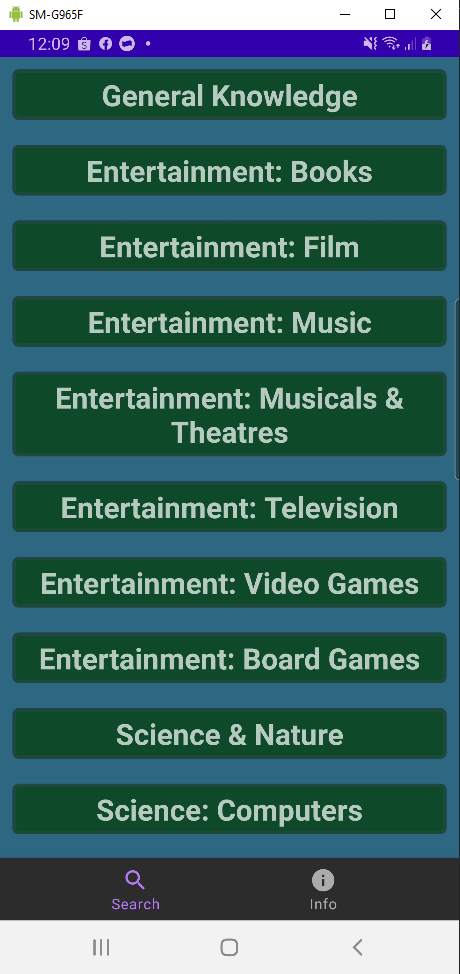 SM-G965F
12:09
General Knowledge
Entertainment: Books
Entertainment: Film
Entertainment: Music
Entertainment: Musicals &
Theatres
Entertainment: Television
Entertainment: Video Games
Entertainment: Board Games
Science & Nature
Science: Computers
Search
Info